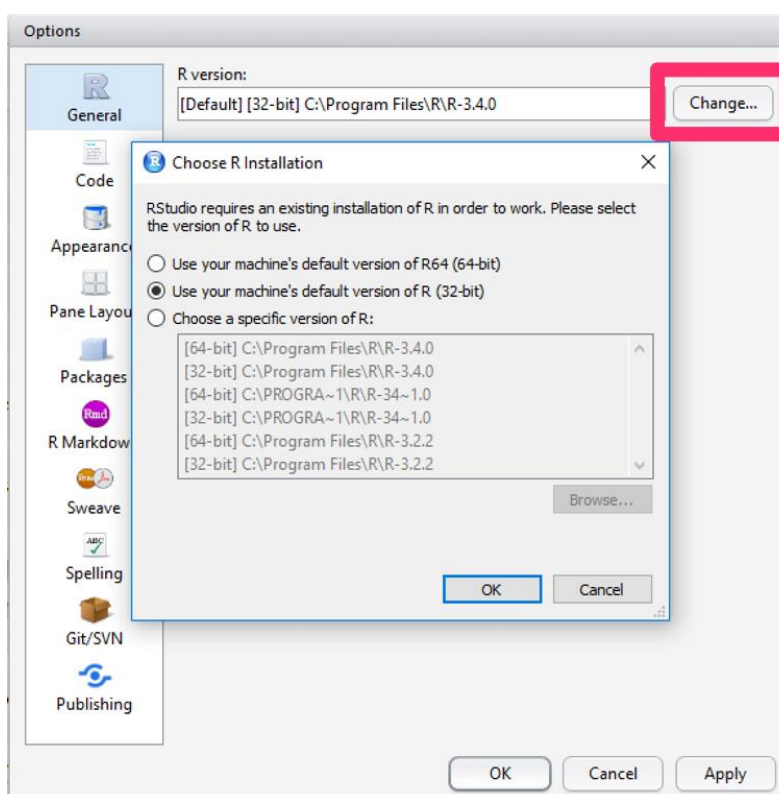 Options
R version:
[Default] [32-bit] C:\Program Files\R\R-3.4.0
Change...
R
General
Code
Appearanc
Pane Layou
Packages
Rmd
R Markdow
Sweave
ABC
Spelling
Git/SVN
Publishing
R
Choose R Installation
RStudio requires an existing installation of R in order to work. Please select
the version of R to use.
Use your machine's default version of R64 (64-bit)
Use your machine's default version of R (32-bit)
Choose a specific version of R:
[64-bit] C:\Program Files\R\R-3.4.0
[32-bit] C:\Program Files\R\R-3.4.0
[64-bit] C:\PROGRA~1\R\R-34~1.0
[32-bit] C:\PROGRA~1\R\R-34~1.0
[64-bit] C:\Program Files\R\R-3.2.2
[32-bit] C:\Program Files\R\R-3.2.2
Browse...
OK
Cancel
OK
Cancel
Apply